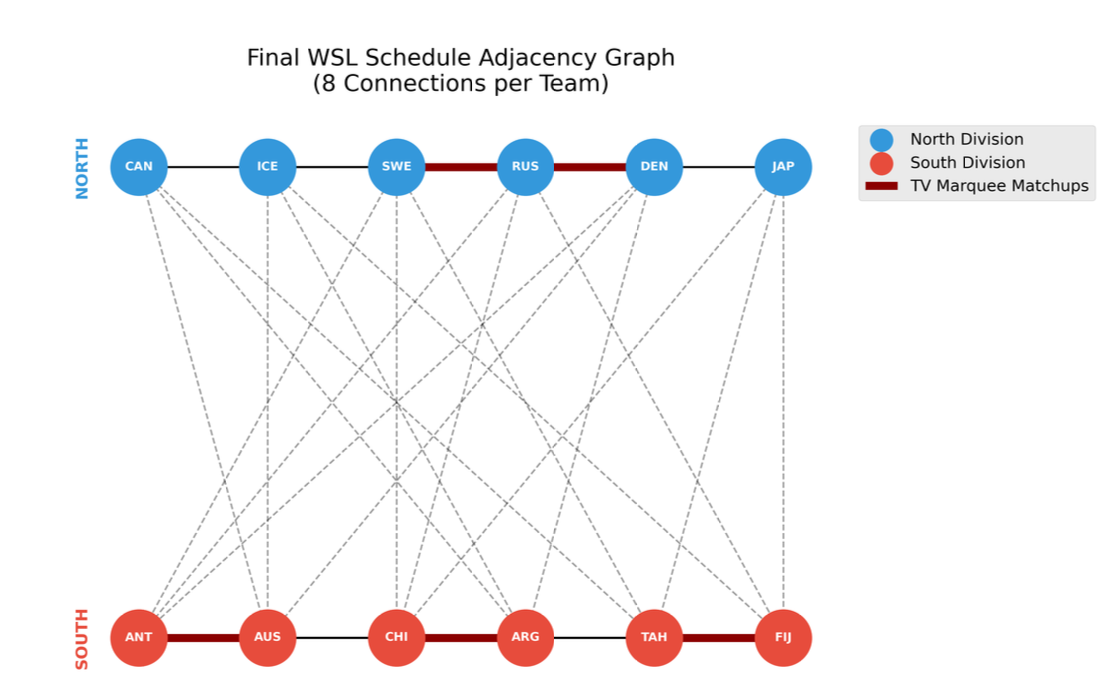 Final WSL Schedule Adjacency Graph
(8 Connections per Team)
North Division
South Division
TV Marquee Matchups
NORTH
CAN ICE SWE RUS DEN JAP
SOUTH
ANT AUS CHI ARG TAH FIJ